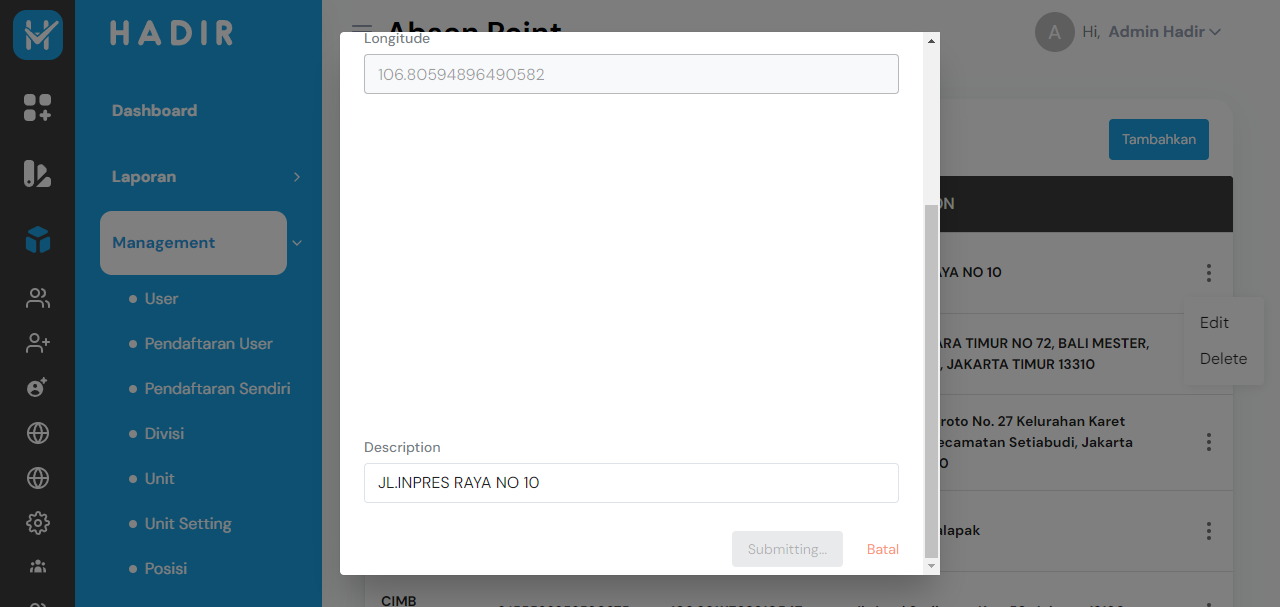 HADIR
Dashboard
Laporan
Management
User
Pendaftaran User
Pendaftaran Sendiri
Divisi
Unit
Unit Setting
Posisi
Absen Point
A Hi, Admin Hadir
Tambahkan
Longitude
106.80594896490582
Description
JL.INPRES RAYA NO 10
Submitting...
Batal
ON
AYA NO 10
Edit
Delete
ARA TIMUR NO 72, BALI MESTER,
, JAKARTA TIMUR 13310
roto No. 27 Kelurahan Karet
ecamatan Setiabudi, Jakarta
0
alapak
CIMB